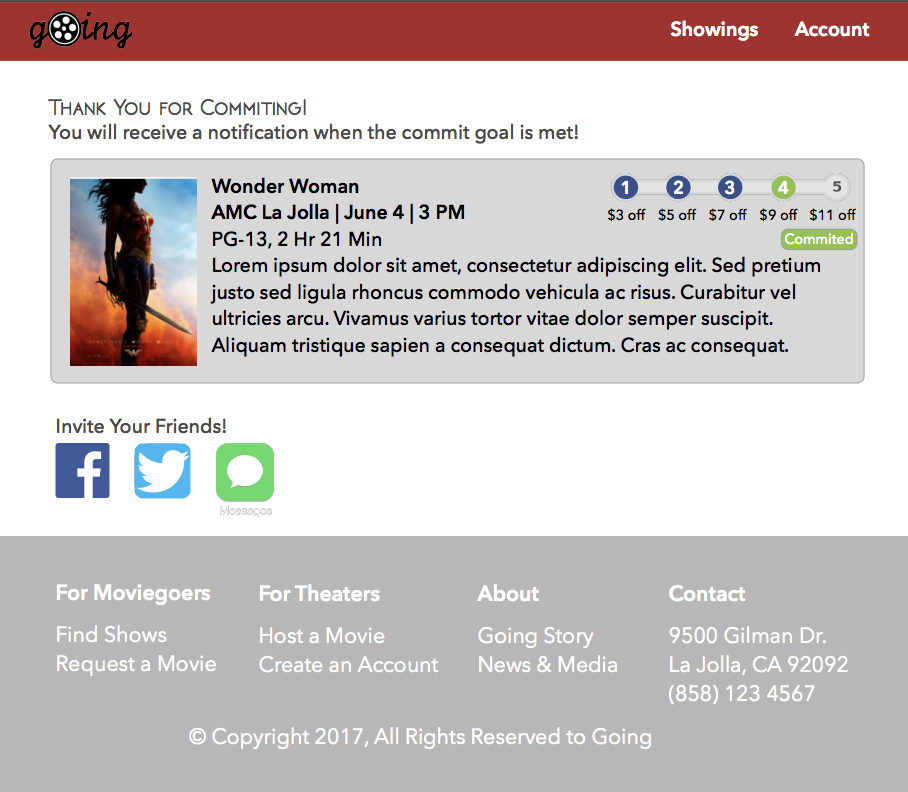 going
Showings
Account
Thank You for Commiting!
You will receive a notification when the commit goal is met!
Wonder Woman
1 2 3 4 5
AMC La Jolla | June 4 | 3 PM
$3 off $5 off $7 off $9 off $11 off
PG-13, 2 Hr 21 Min
Commited
Lorem ipsum dolor sit amet, consectetur adipiscing elit. Sed pretium
justo sed ligula rhoncus commodo vehicula ac risus. Curabitur vel
ultricies arcu. Vivamus varius tortor vitae dolor semper suscipit.
Aliquam tristique sapien a consequat dictum. Cras ac consequat.
Invite Your Friends!
Messages
For Moviegoers
Find Shows
Request a Movie
For Theaters
Host a Movie
Create an Account
About
Going Story
News & Media
Contact
9500 Gilman Dr.
La Jolla, CA 92092
(858) 123 4567
© Copyright 2017, All Rights Reserved to Going